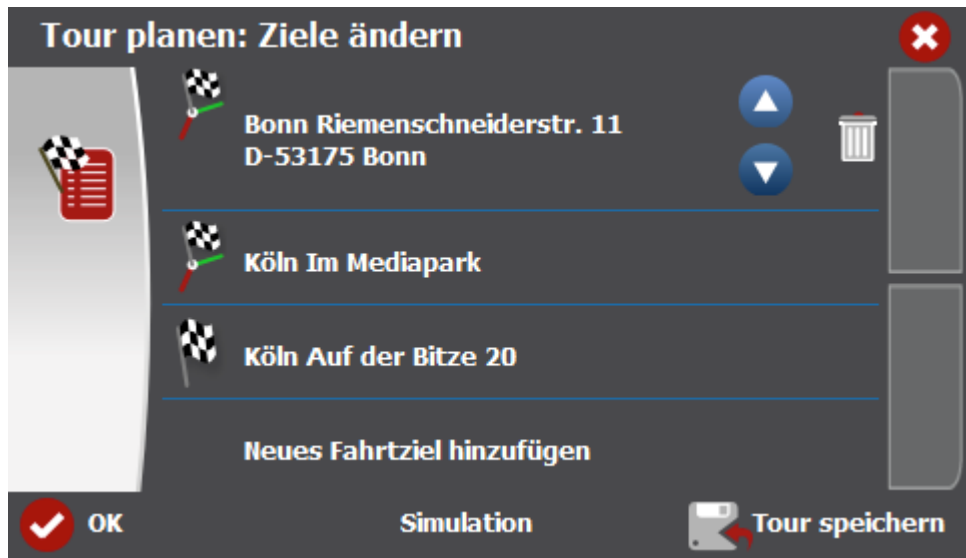 Tour planen: Ziele ändern
Bonn Riemenschneiderstr. 11
D-53175 Bonn
Köln Im Mediapark
Köln Auf der Bitze 20
Neues Fahrtziel hinzufügen
OK
Simulation
Tour speichern